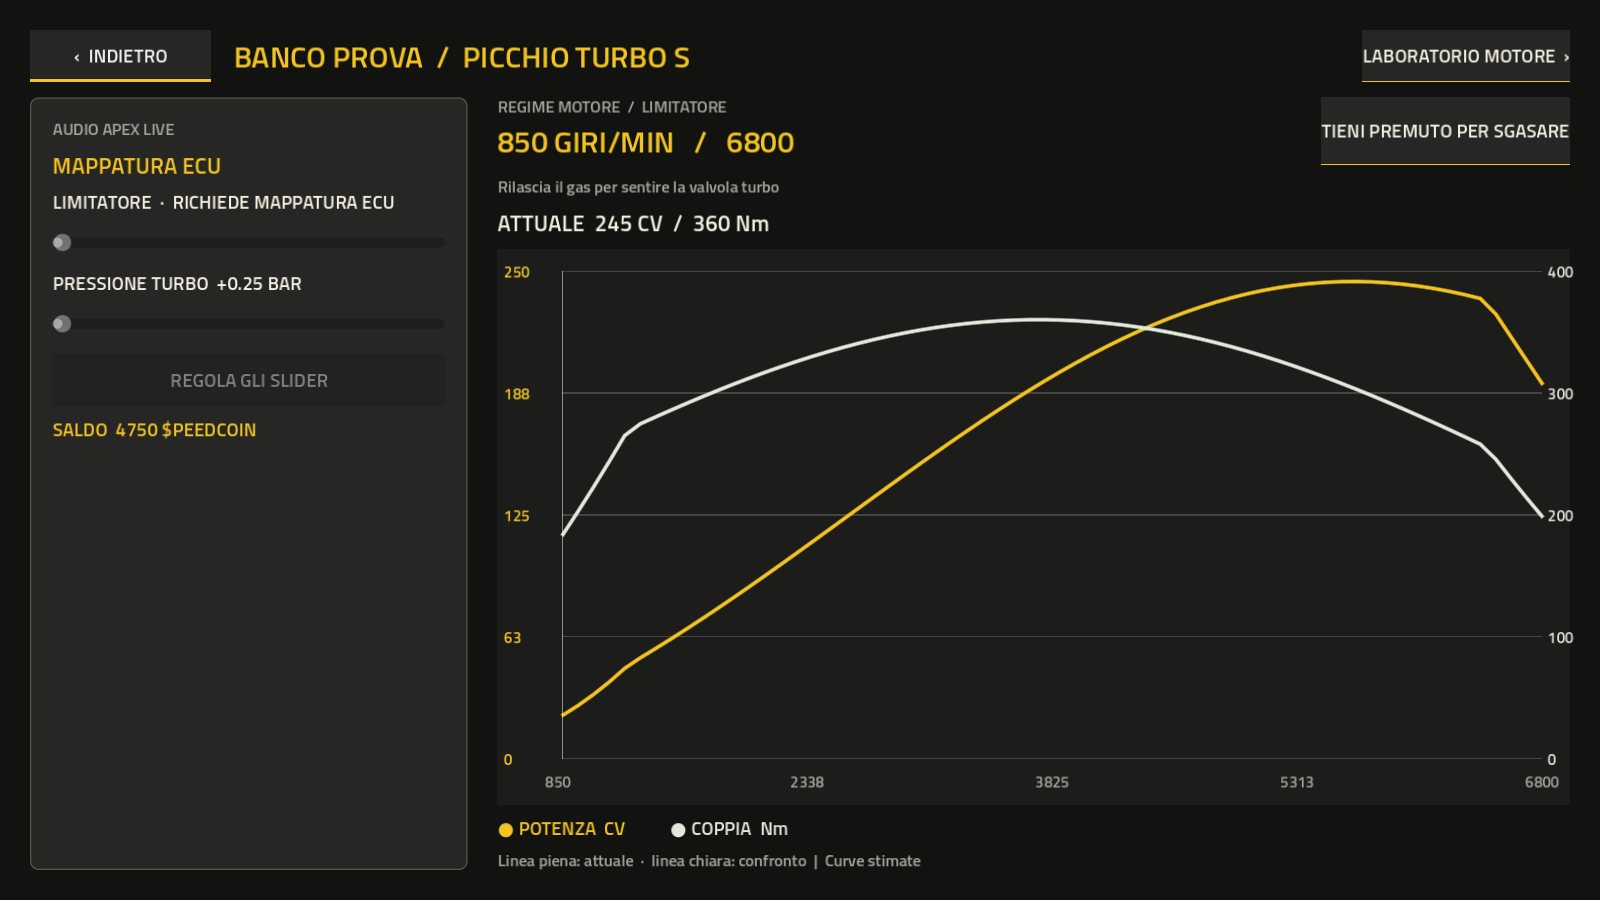 ‹ INDIETRO
BANCO PROVA / PICCHIO TURBO S
LABORATORIO MOTORE ›
AUDIO APEX LIVE
MAPPATURA ECU
LIMITATORE · RICHIEDE MAPPATURA ECU
PRESSIONE TURBO +0.25 BAR
REGOLA GLI SLIDER
SALDO 4750 $PEEDCOIN
REGIME MOTORE / LIMITATORE
850 GIRI/MIN / 6800
TIENI PREMUTO PER SGASARE
Rilascia il gas per sentire la valvola turbo
ATTUALE 245 CV / 360 Nm
250 400
188 300
125 200
63 100
0 0
850 2338 3825 5313 6800
POTENZA CV COPPIA Nm
Linea piena: attuale · linea chiara: confronto | Curve stimate